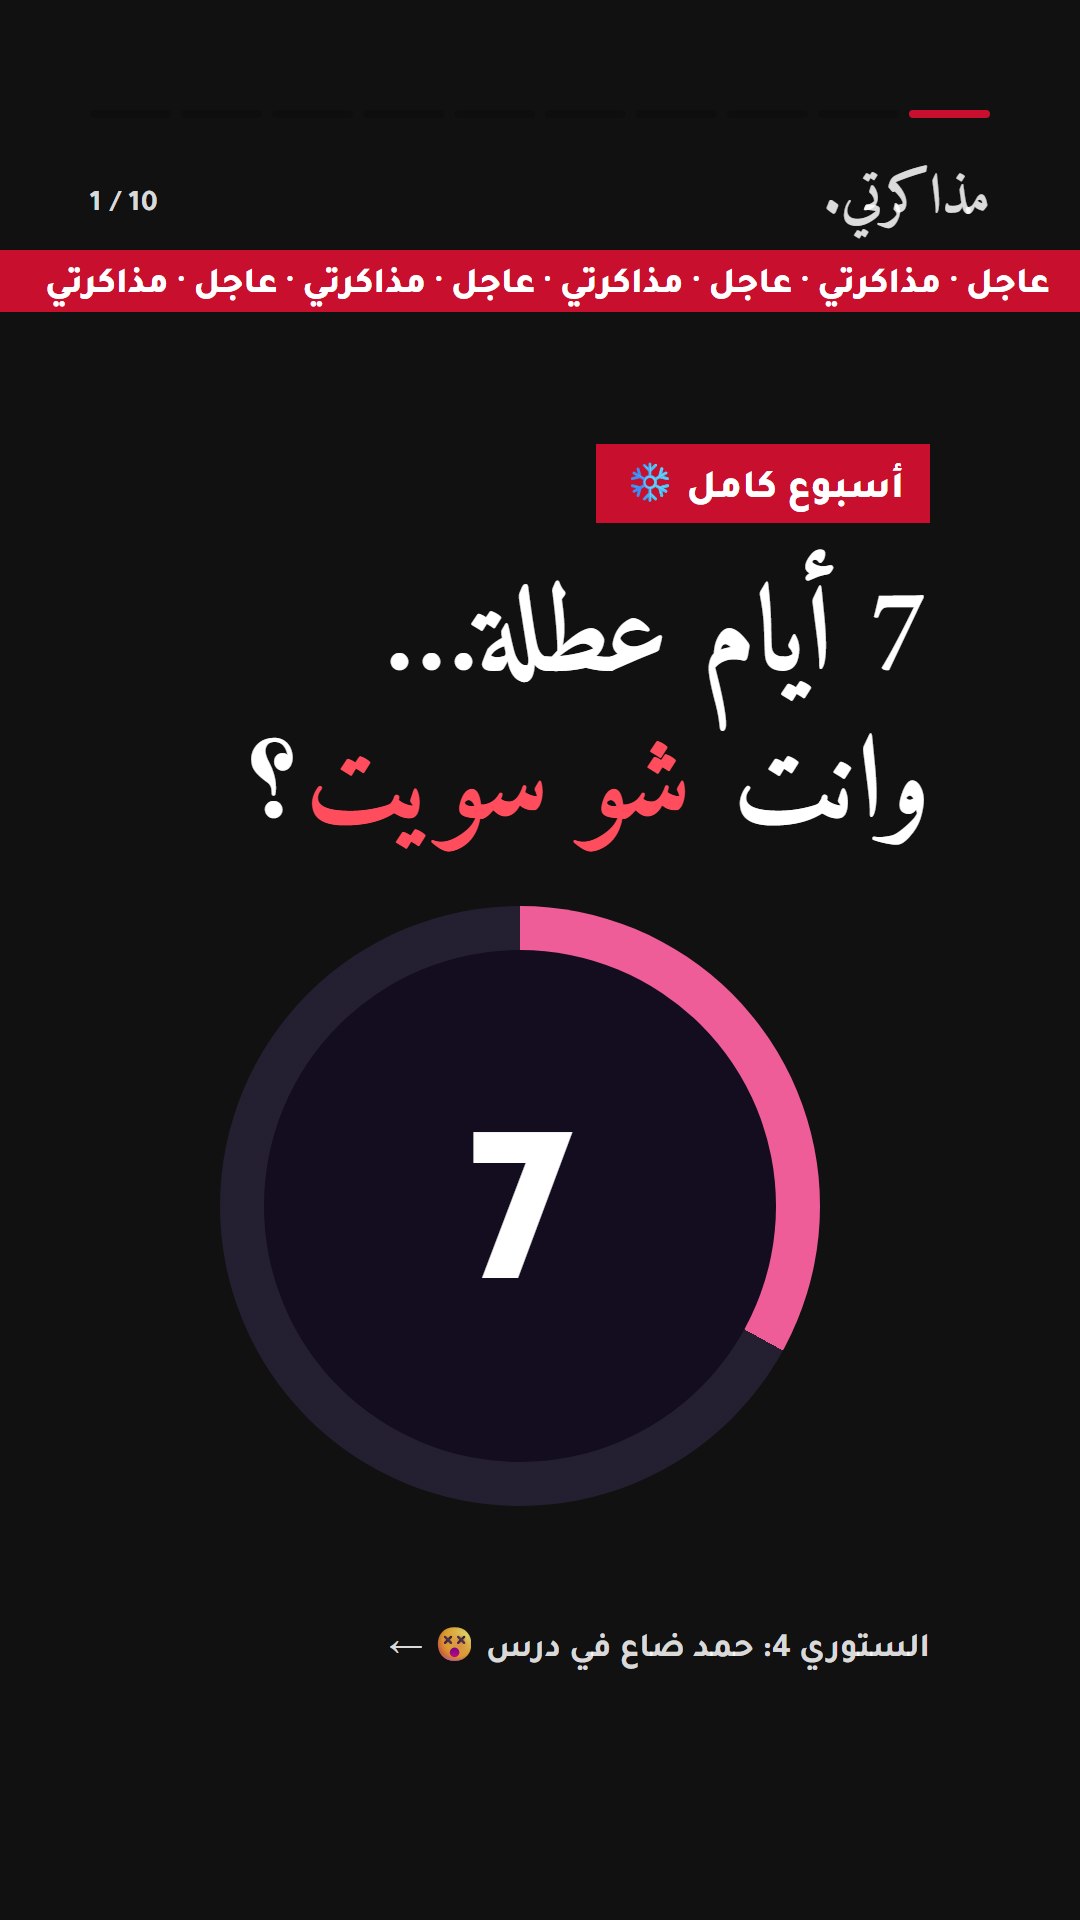 مذاكرتي.
1 / 10
عاجل · مذاكرتي · عاجل · مذاكرتي · عاجل · مذاكرتي · عاجل · مذاكرتي
أسبوع كامل ❄️
7 أيام عطلة...
وانت شو سويت؟
7
الستوري 4: حمد ضاع في درس 😵 ←